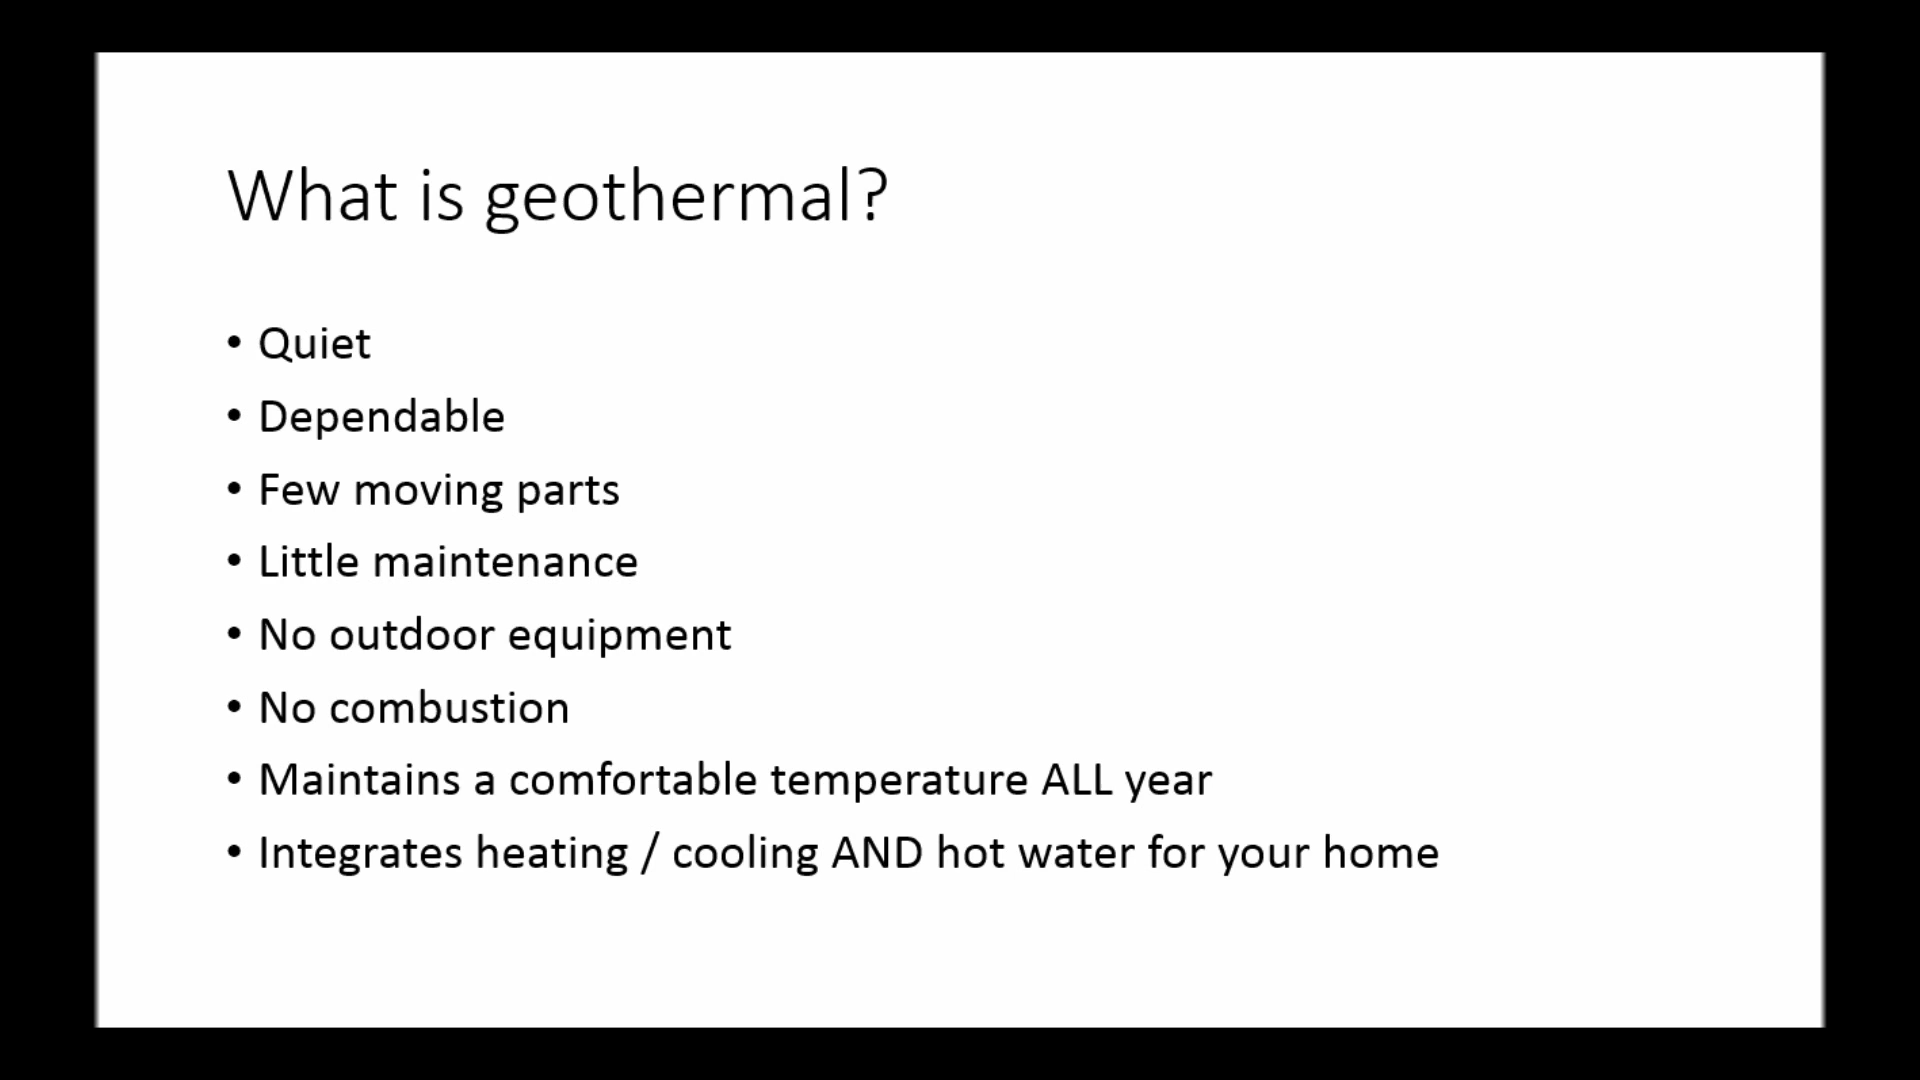 What is geothermal?
• Quiet
• Dependable
• Few moving parts
• Little maintenance
• No outdoor equipment
• No combustion
• Maintains a comfortable temperature ALL year
• Integrates heating / cooling AND hot water for your home